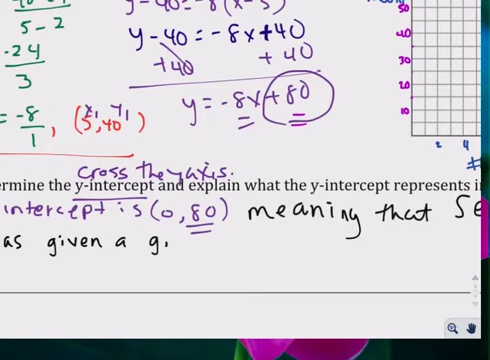 5 - 2
y - 40 = -8x + 40
+40 + 40
-24
3
y = -8x + 80
= -8
1
, (5, 40)
x1 y1
50
40
30
20
10
2 4
cross the y axis.
ermine the y-intercept and explain what the y-intercept represents i
intercept is (0, 80) meaning that Se
as given a g